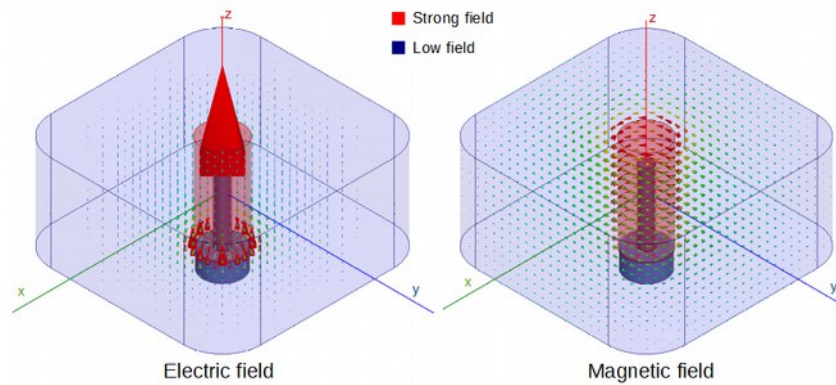 z
Strong field
Low field
z
x
y
x
y
Electric field
Magnetic field